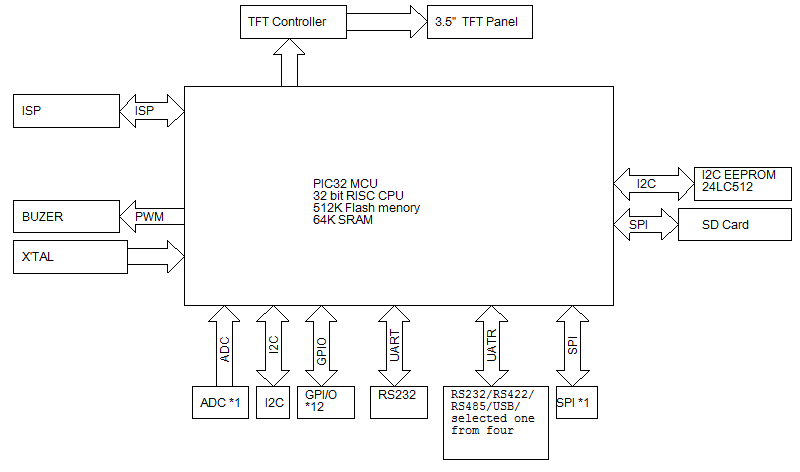 TFT Controller
3.5" TFT Panel
ISP
ISP
PIC32 MCU
32 bit RISC CPU
512K Flash menory
64K SRAM
I2C
I2C EEPROM
24LC512
BUZER
PWM
SPI
SD Card
X'TAL
ADC
I2C
GPIO
UART
UATR
SPI
ADC *1
I2C
GPI/O
*12
RS232
RS232/RS422/
RS485/USB/
selected one
from four
SPI *1